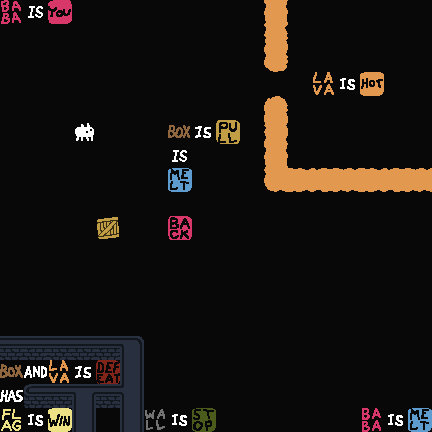 BABA IS YOU
LAVA IS HOT
BOX IS PULL
IS
MELT
BACK
BOX AND LAVA IS DEFEAT
HAS
FLAG IS WIN
WALL IS STOP
BABA IS MELT